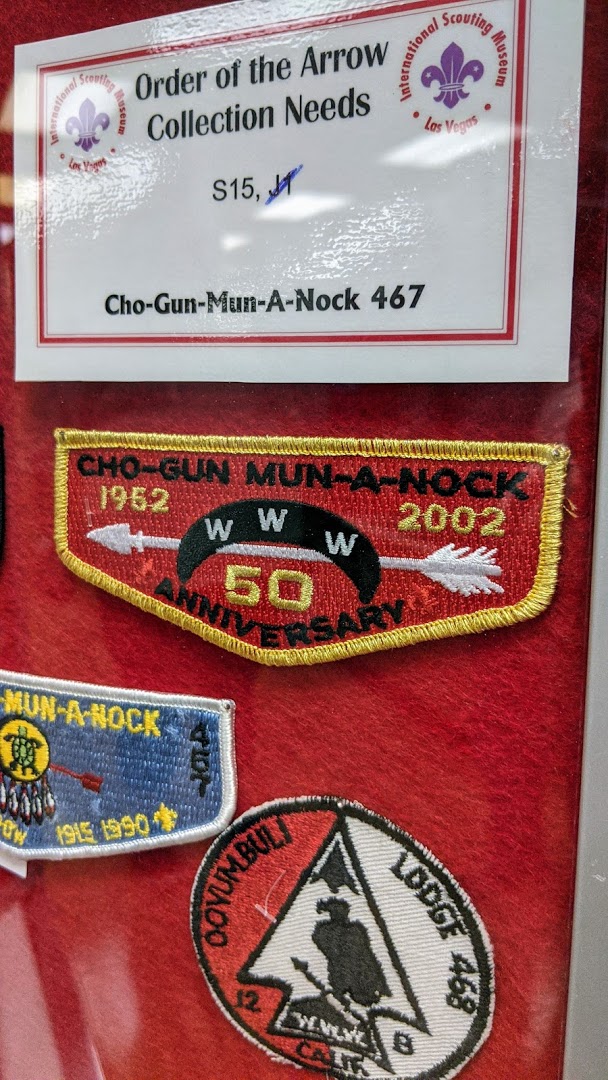 International Scouting Museum
• Las Vegas •
Order of the Arrow
Collection Needs
International Scouting Museum
• Las Vegas •
S15, J1
Cho-Gun-Mun-A-Nock 467
CHO-GUN MUN-A-NOCK
1952
2002
W W W
50
ANNIVERSARY
-MUN-A-NOCK
1915 1990
OOYUMBULI
LODGE 468
12
B
W.W.W.
CALIF.